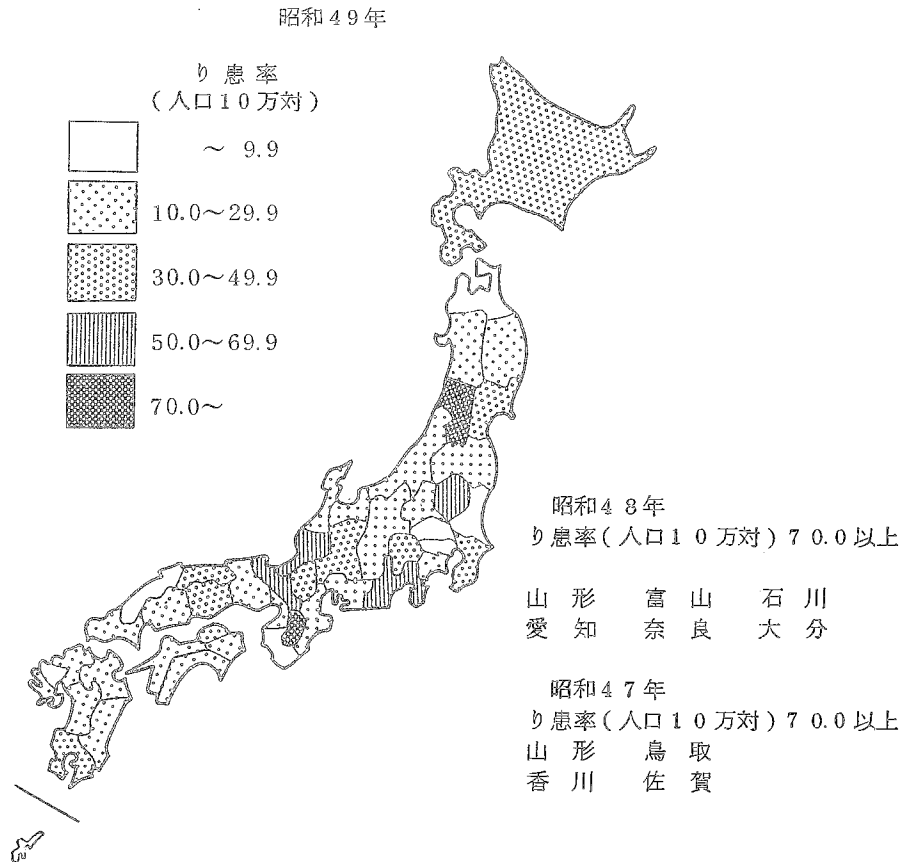 昭和49年
り患率
(人口10万対)
～ 9.9
10.0～29.9
30.0～49.9
50.0～69.9
70.0～
昭和48年
り患率(人口10万対)70.0以上
山形 富山 石川
愛知 奈良 大分
昭和47年
り患率(人口10万対)70.0以上
山形 鳥取
香川 佐賀